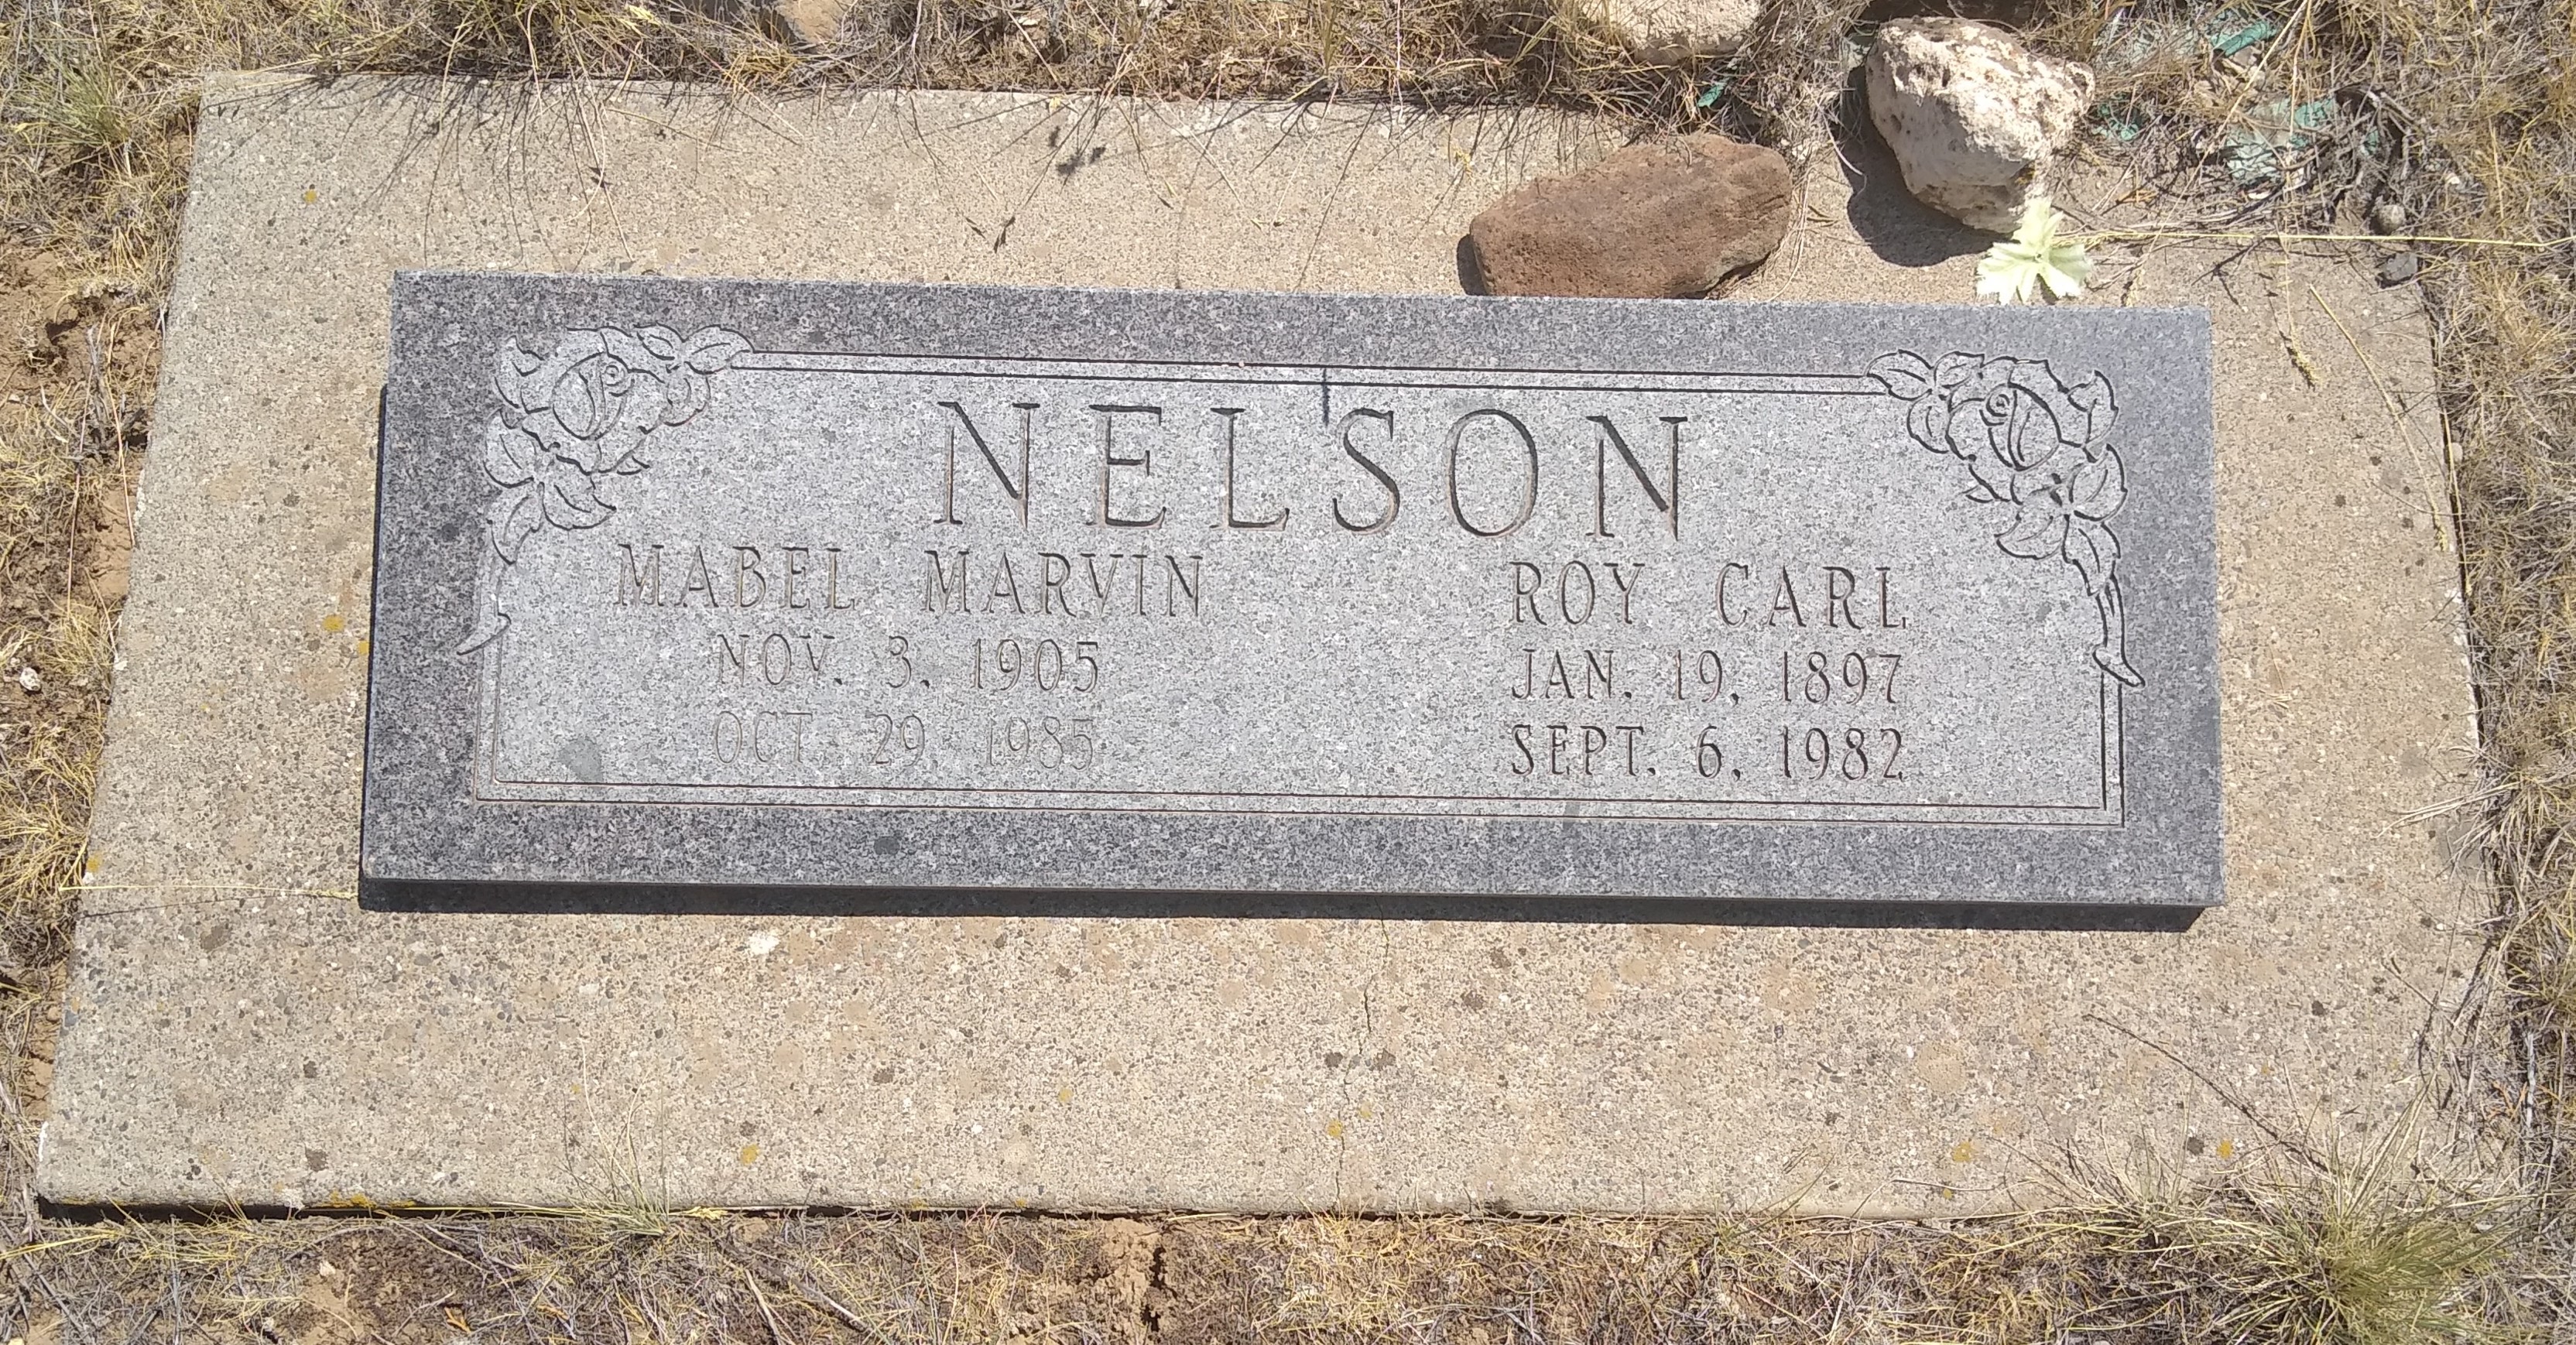 NELSON
MABEL MARVIN
NOV. 3, 1905
OCT. 29, 1985
ROY CARL
JAN. 19, 1897
SEPT. 6, 1982